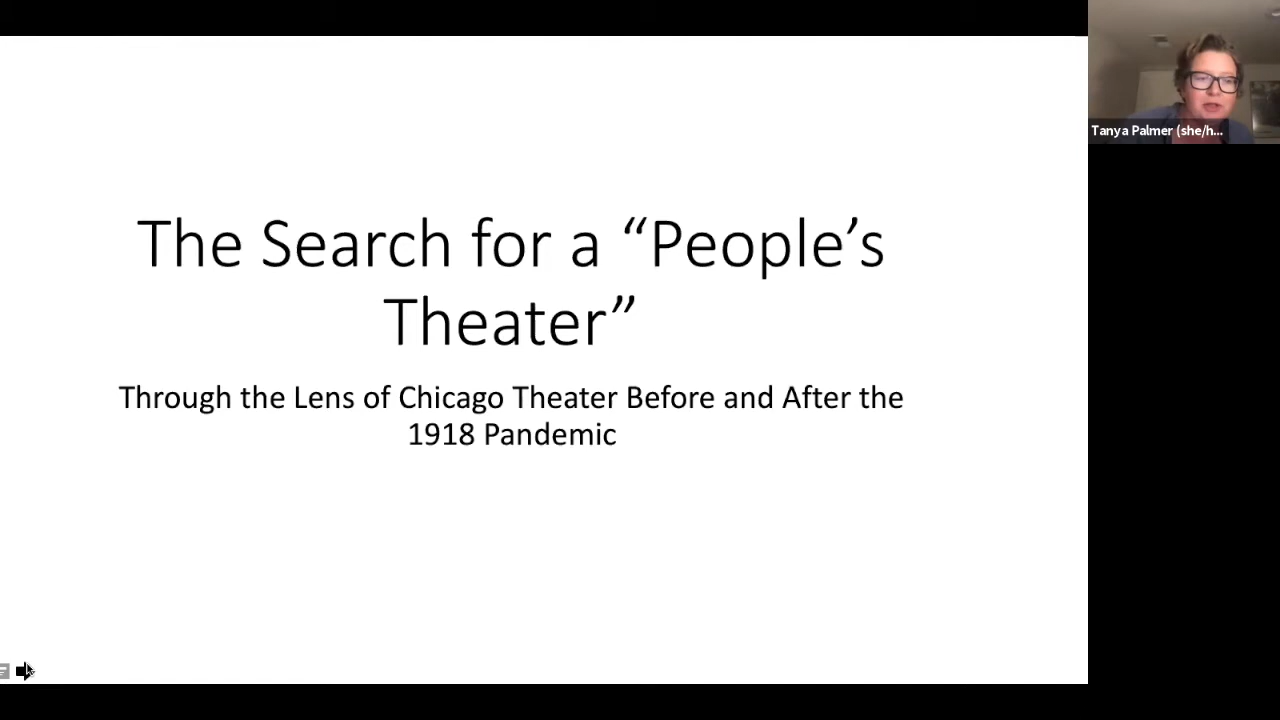 The Search for a “People’s
Theater”
Through the Lens of Chicago Theater Before and After the
1918 Pandemic
Tanya Palmer (she/h...